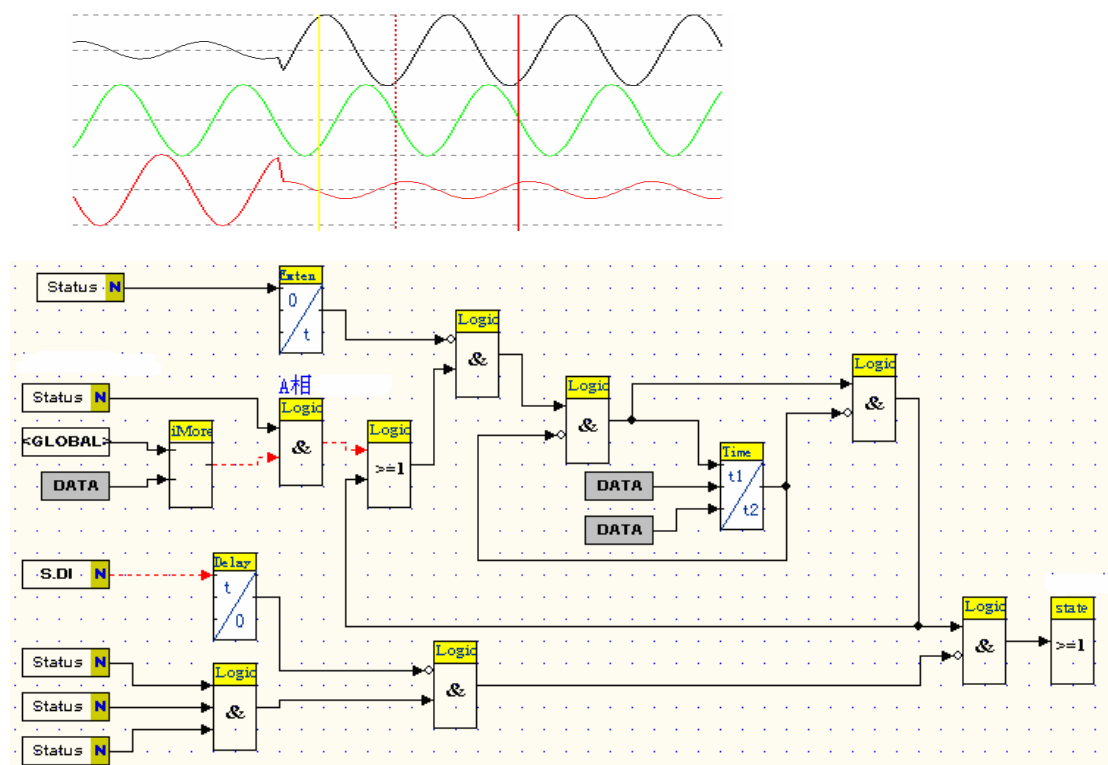 Exten
Status N
0
t
Logic
&
A相
Logic
Status N
Logic
&
iMore
Logic
&
<GLOBAL>
&
>=1
Time
DATA
DATA
t1
DATA
t2
Delay
S.DI N
t
0
Logic
state
&
>=1
Logic
Status N
Logic
&
Status N
&
Status N